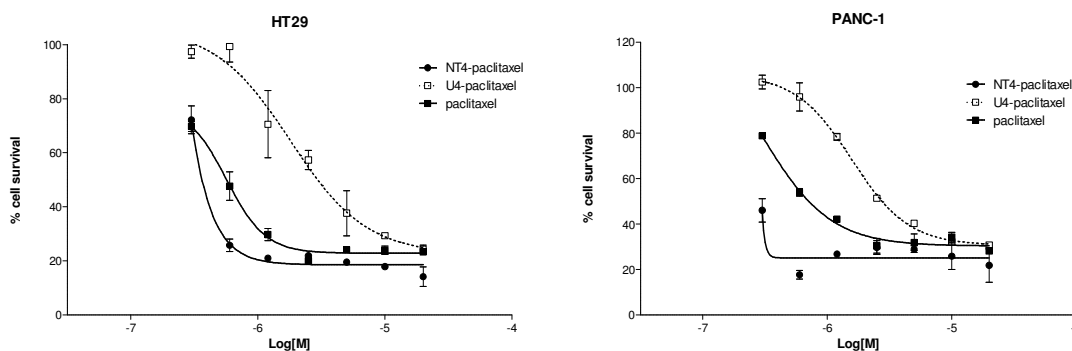 HT29
100
80
60
40
20
0
% cell survival
-7
-6
-5
-4
Log[M]
NT4-paclitaxel
U4-paclitaxel
paclitaxel
PANC-1
120
100
80
60
40
20
0
% cell survival
-7
-6
-5
Log[M]
NT4-paclitaxel
U4-paclitaxel
paclitaxel